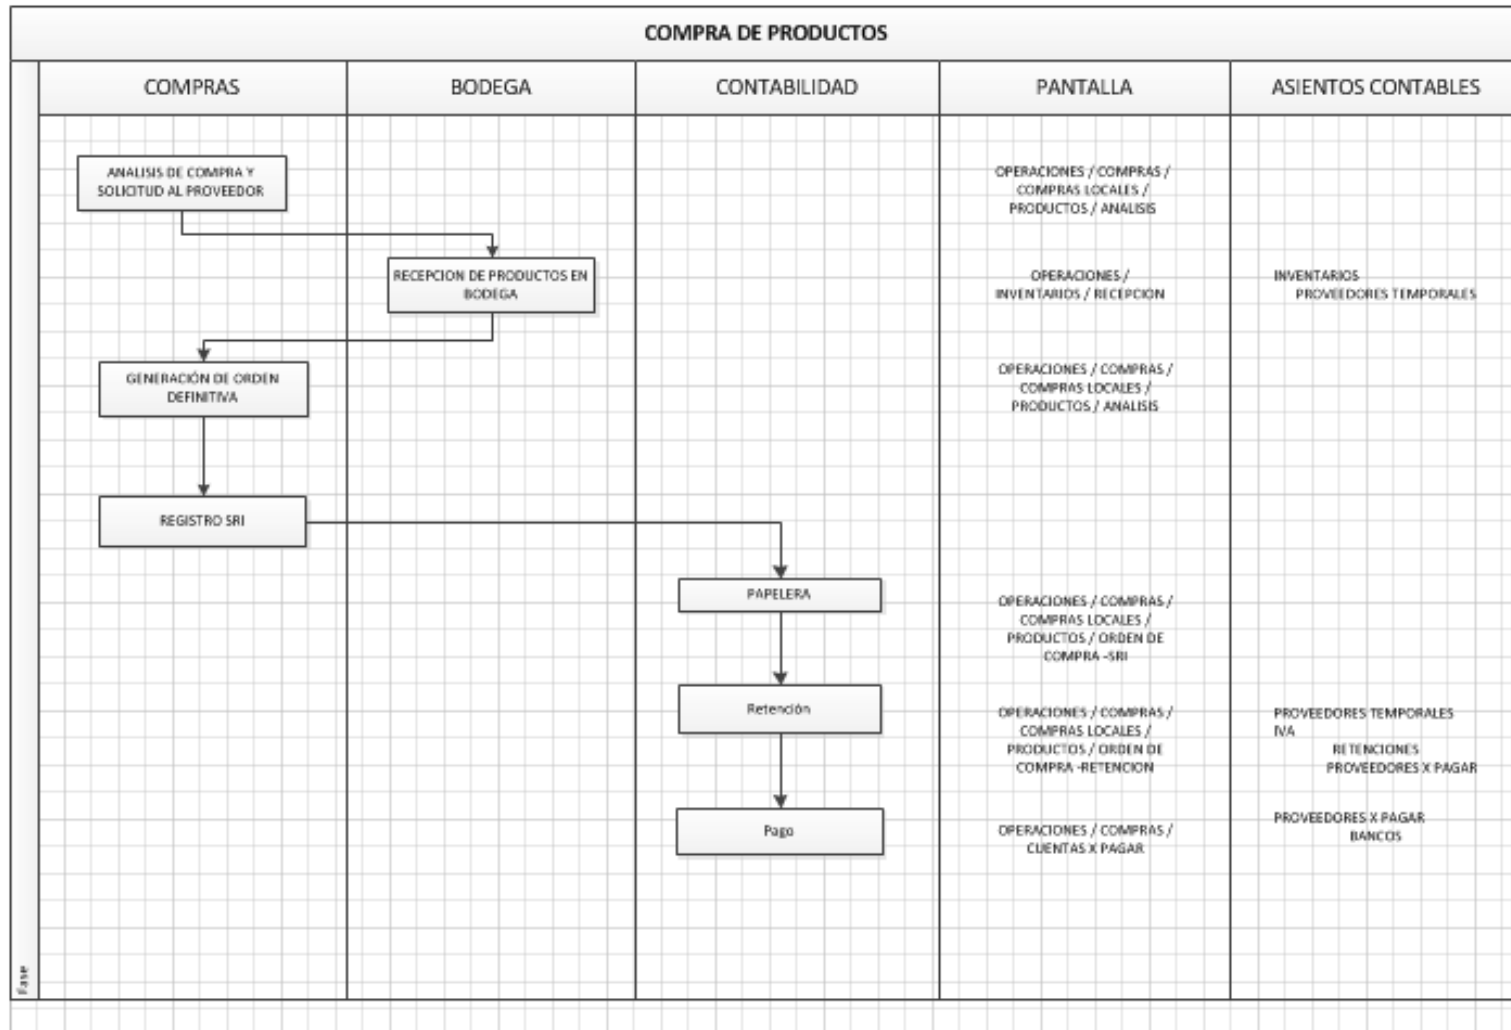 COMPRA DE PRODUCTOS
COMPRAS
BODEGA
CONTABILIDAD
PANTALLA
ASIENTOS CONTABLES
ANALISIS DE COMPRA Y
SOLICITUD AL PROVEEDOR
OPERACIONES / COMPRAS /
COMPRAS LOCALES /
PRODUCTOS / ANALISIS
RECEPCION DE PRODUCTOS EN
BODEGA
OPERACIONES /
INVENTARIOS / RECEPCION
INVENTARIOS
PROVEEDORES TEMPORALES
GENERACIÓN DE ORDEN
DEFINITIVA
OPERACIONES / COMPRAS /
COMPRAS LOCALES /
PRODUCTOS / ANALISIS
REGISTRO SRI
PAPELERA
OPERACIONES / COMPRAS /
COMPRAS LOCALES /
PRODUCTOS / ORDEN DE
COMPRA -SRI
Retención
OPERACIONES / COMPRAS /
COMPRAS LOCALES /
PRODUCTOS / ORDEN DE
COMPRA -RETENCION
PROVEEDORES TEMPORALES
IVA
RETENCIONES
PROVEEDORES X PAGAR
Pago
OPERACIONES / COMPRAS /
CUENTAS X PAGAR
PROVEEDORES X PAGAR
BANCOS
Fase